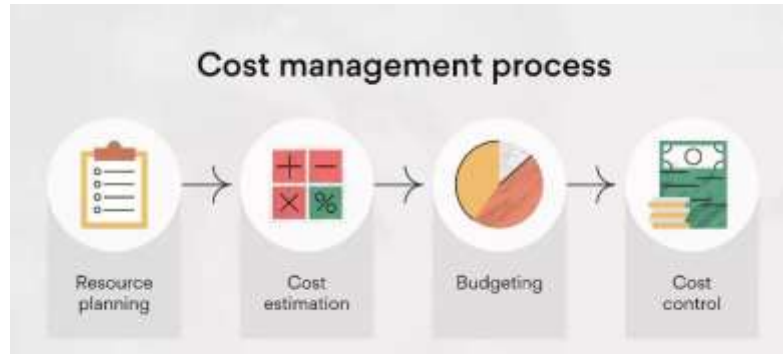 Cost management process
Resource
planning
Cost
estimation
Budgeting
Cost
control